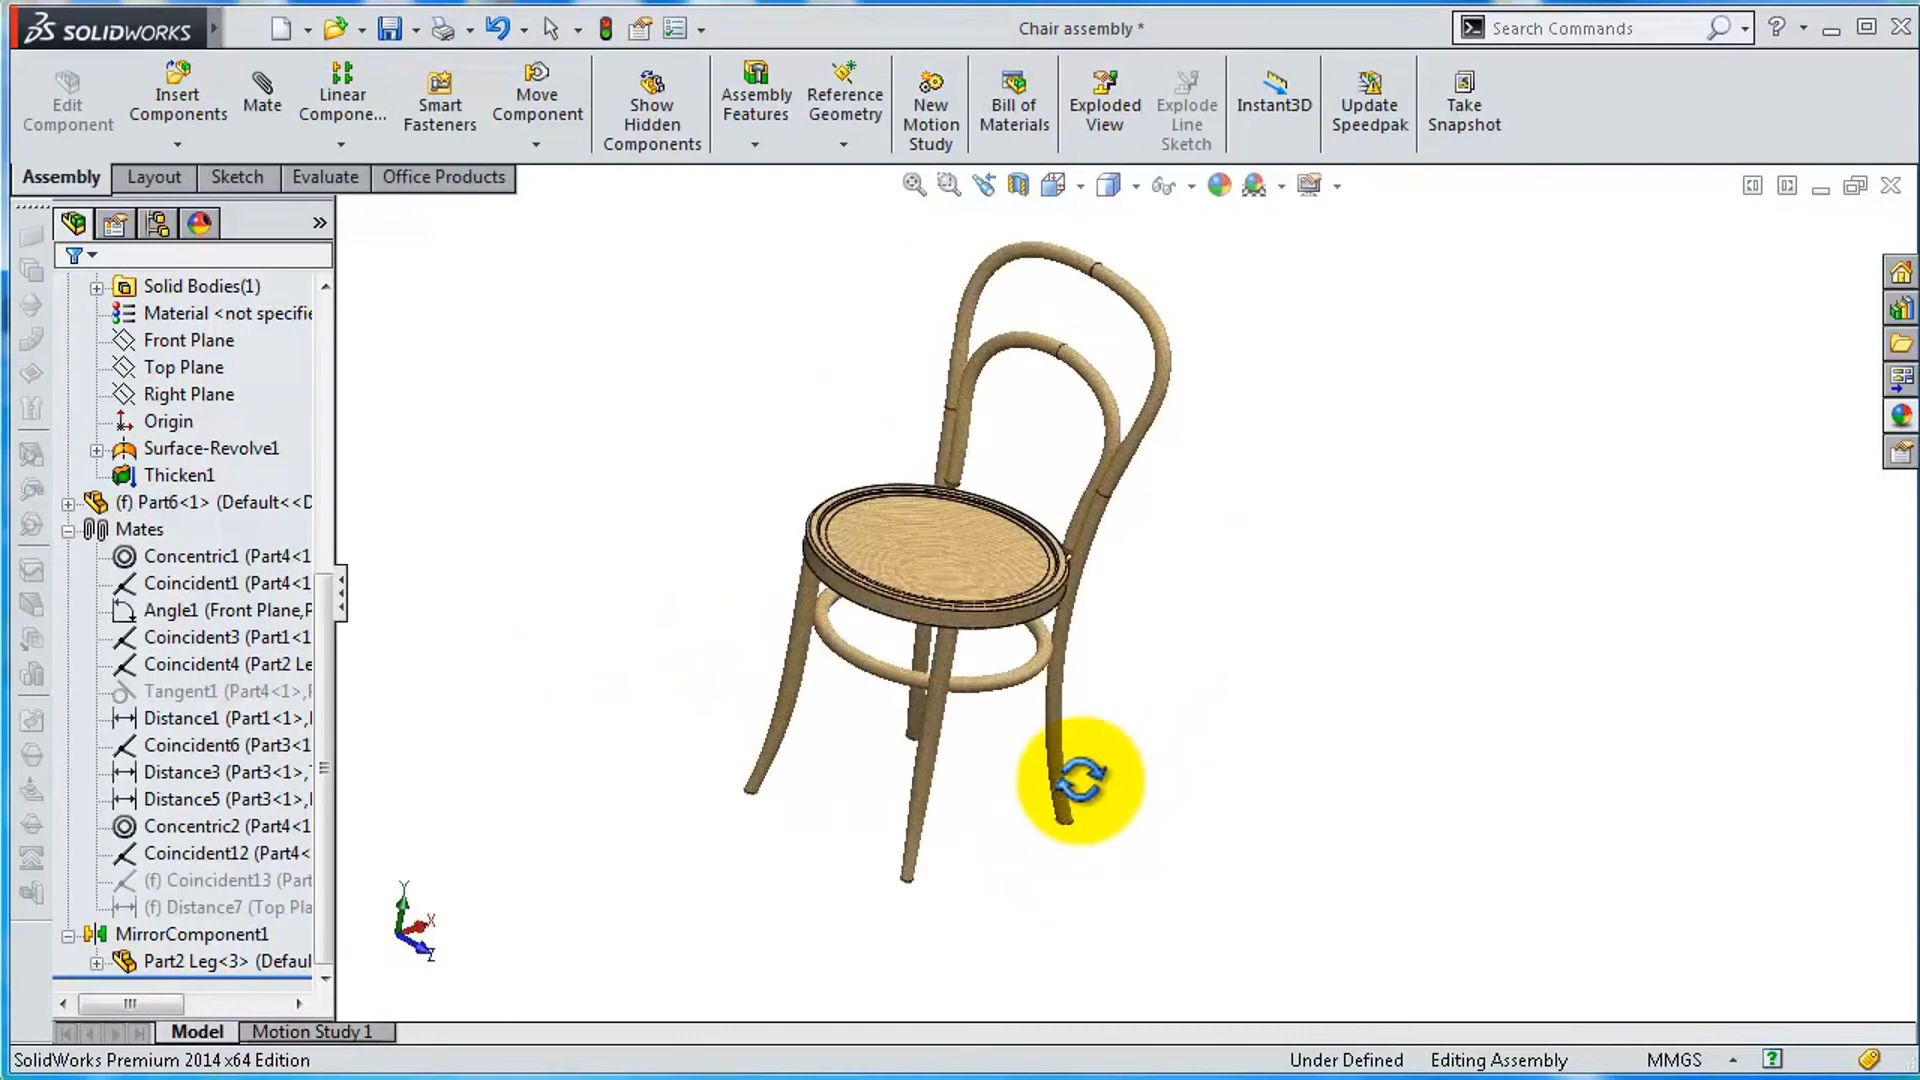 SOLIDWORKS
Chair assembly *
Search Commands
Edit Component
Insert Components
Mate
Linear Compone...
Smart Fasteners
Move Component
Show Hidden Components
Assembly Features
Reference Geometry
New Motion Study
Bill of Materials
Exploded View
Explode Line Sketch
Instant3D
Update Speedpak
Take Snapshot
Assembly
Layout
Sketch
Evaluate
Office Products
Solid Bodies(1)
Material <not specifie
Front Plane
Top Plane
Right Plane
Origin
Surface-Revolve1
Thicken1
(f) Part6<1> (Default<<D
Mates
Concentric1 (Part4<1
Coincident1 (Part4<1
Angle1 (Front Plane,P
Coincident3 (Part1<1
Coincident4 (Part2 Le
Tangent1 (Part4<1>,
Distance1 (Part1<1>,
Coincident6 (Part3<1
Distance3 (Part3<1>,
Distance5 (Part3<1>,
Concentric2 (Part4<1
Coincident12 (Part4<
(f) Coincident13 (Part
(f) Distance7 (Top Pla
MirrorComponent1
Part2 Leg<3> (Defaul
Y
X
Z
Model
Motion Study 1
SolidWorks Premium 2014 x64 Edition
Under Defined
Editing Assembly
MMGS